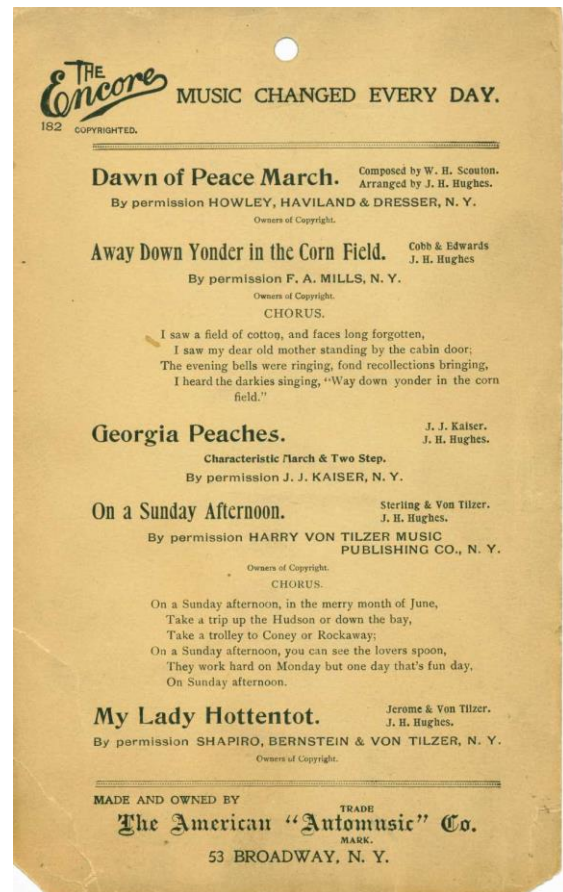 THE
Encore
MUSIC CHANGED EVERY DAY.
182 COPYRIGHTED.
Dawn of Peace March.
Composed by W. H. Scouton.
Arranged by J. H. Hughes.
By permission HOWLEY, HAVILAND & DRESSER, N. Y.
Owners of Copyright.
Away Down Yonder in the Corn Field.
Cobb & Edwards
J. H. Hughes
By permission F. A. MILLS, N. Y.
Owners of Copyright.
CHORUS.
I saw a field of cotton, and faces long forgotten,
I saw my dear old mother standing by the cabin door;
The evening bells were ringing, fond recollections bringing,
I heard the darkies singing, "Way down yonder in the corn
field."
Georgia Peaches.
J. J. Kaiser.
J. H. Hughes.
Characteristic March & Two Step.
By permission J. J. KAISER, N. Y.
On a Sunday Afternoon.
Sterling & Von Tilzer.
J. H. Hughes.
By permission HARRY VON TILZER MUSIC
PUBLISHING CO., N. Y.
Owners of Copyright.
CHORUS.
On a Sunday afternoon, in the merry month of June,
Take a trip up the Hudson or down the bay,
Take a trolley to Coney or Rockaway;
On a Sunday afternoon, you can see the lovers spoon,
They work hard on Monday but one day that's fun day,
On Sunday afternoon.
My Lady Hottentot.
Jerome & Von Tilzer.
J. H. Hughes.
By permission SHAPIRO, BERNSTEIN & VON TILZER, N. Y.
Owners of Copyright.
MADE AND OWNED BY
TRADE
The American "Automusic" Co.
MARK.
53 BROADWAY, N. Y.